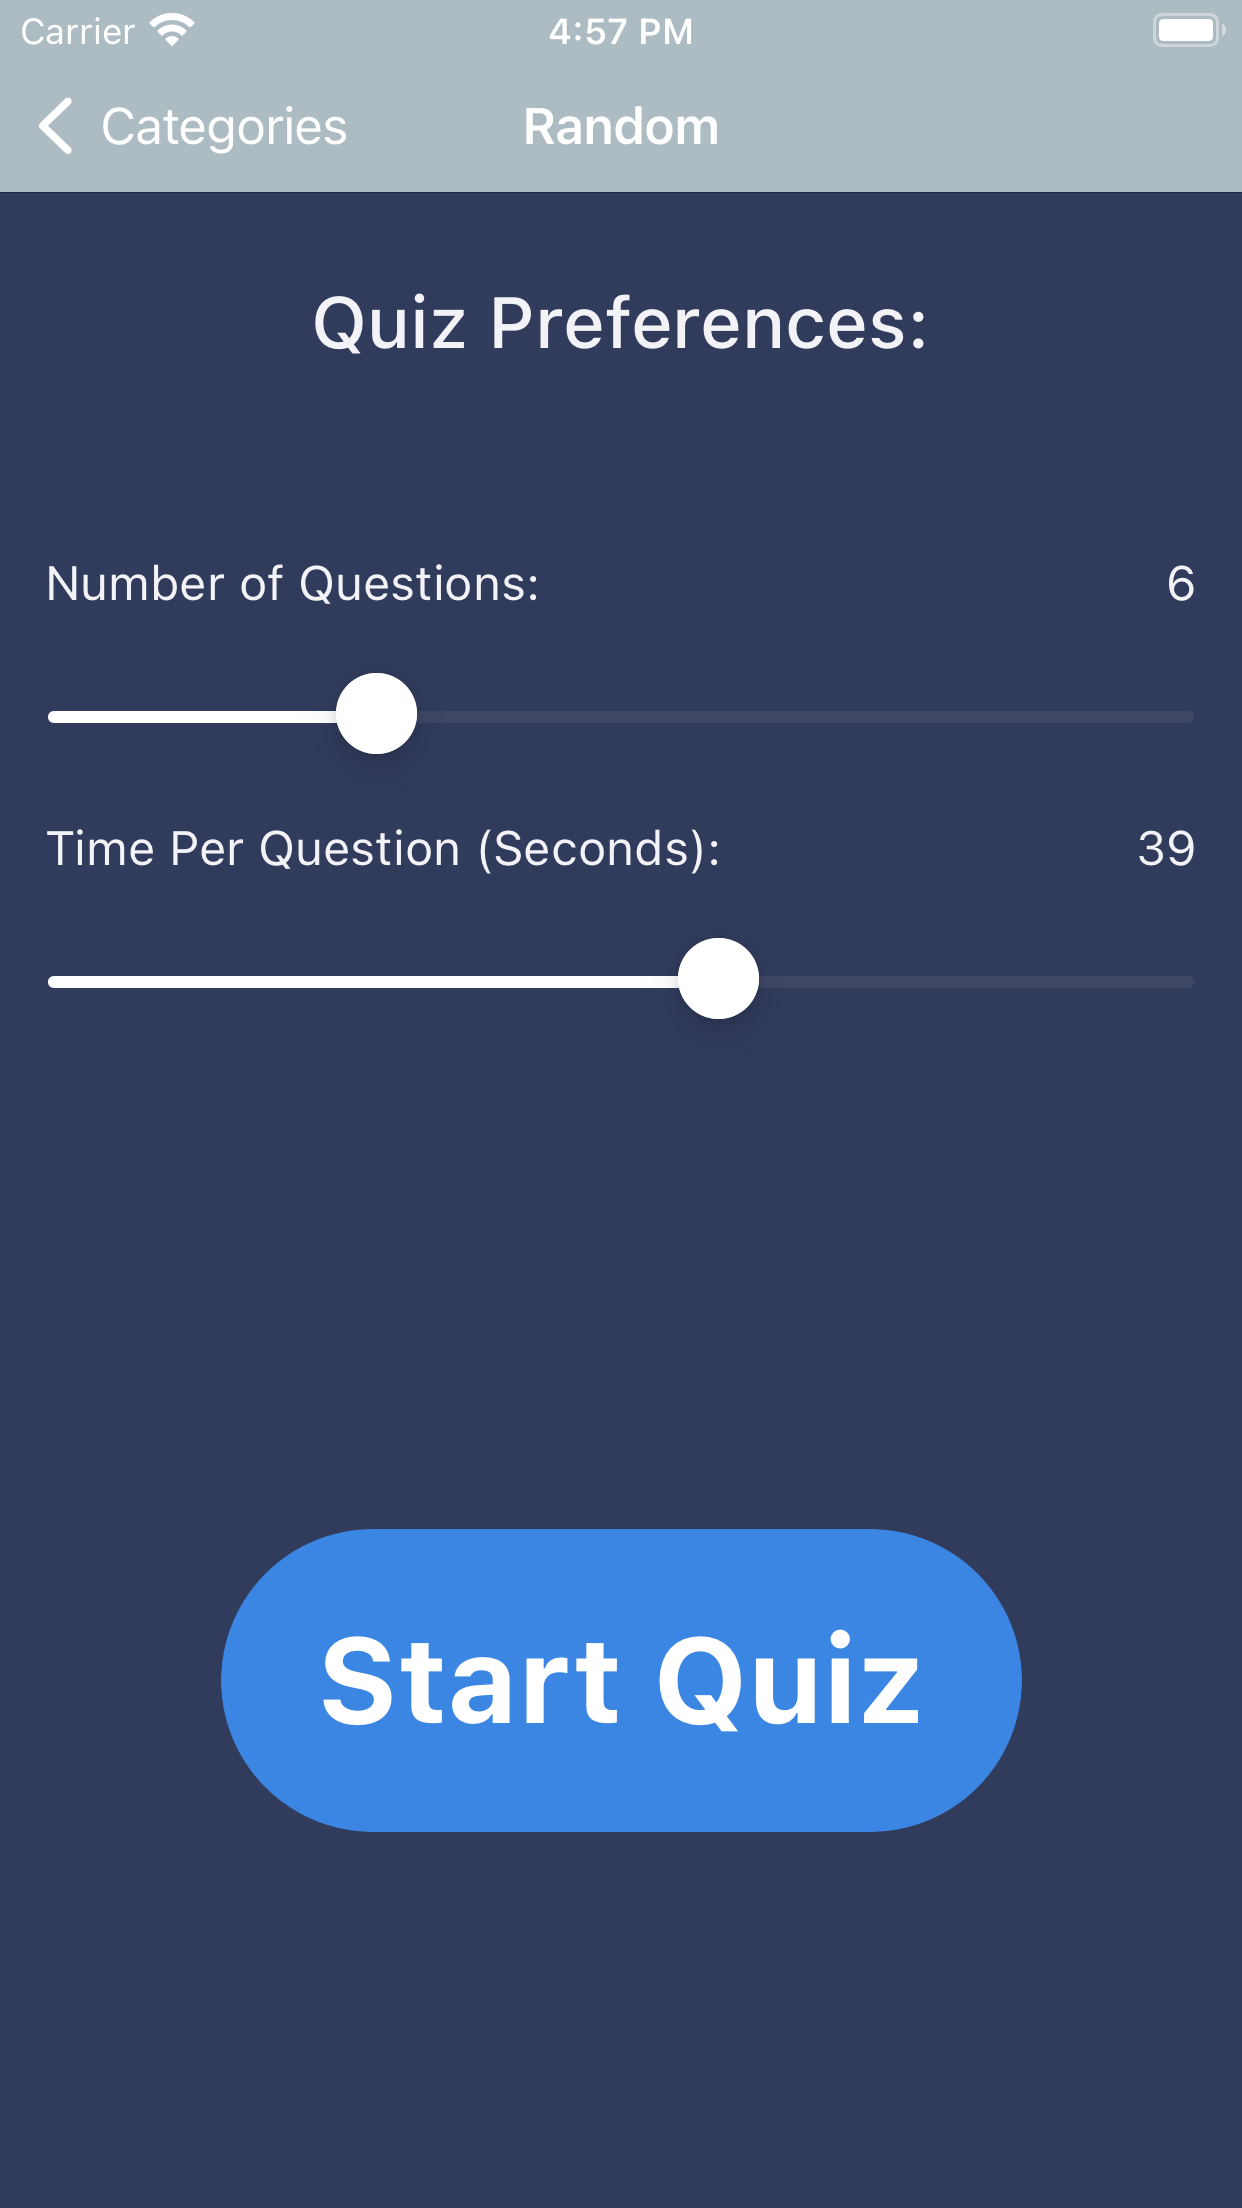 Carrier 4:57 PM
Categories Random
Quiz Preferences:
Number of Questions: 6
Time Per Question (Seconds): 39
Start Quiz